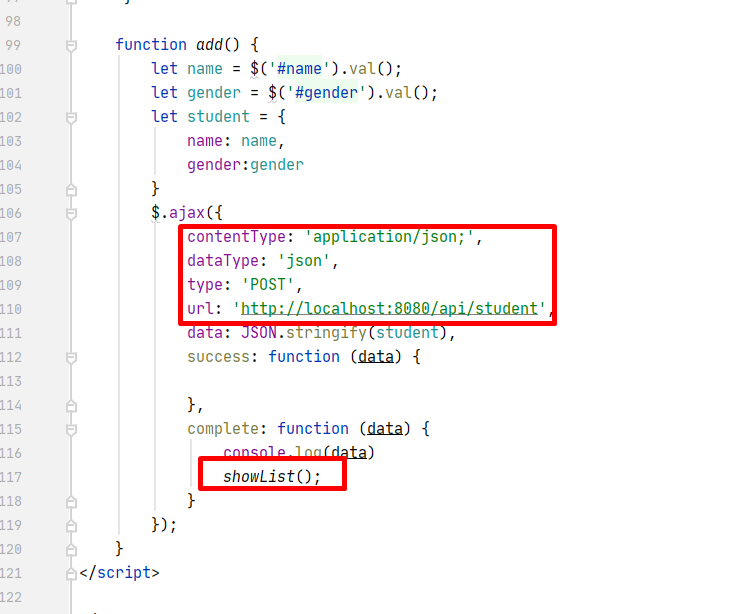 98
99 function add() {
100 let name = $('#name').val();
101 let gender = $('#gender').val();
102 let student = {
103 name: name,
104 gender:gender
105 }
106 $.ajax({
107 contentType: 'application/json;',
108 dataType: 'json',
109 type: 'POST',
110 url: 'http://localhost:8080/api/student',
111 data: JSON.stringify(student),
112 success: function (data) {
113
114 },
115 complete: function (data) {
116 console.log(data)
117 showList();
118 }
119 });
120 }
121 </script>
122